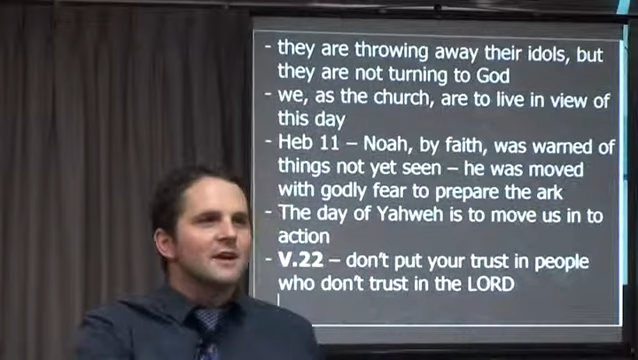 - they are throwing away their idols, but
they are not turning to God
- we, as the church, are to live in view of
this day
- Heb 11 – Noah, by faith, was warned of
things not yet seen – he was moved
with godly fear to prepare the ark
- The day of Yahweh is to move us in to
action
- V.22 – don't put your trust in people
who don't trust in the LORD